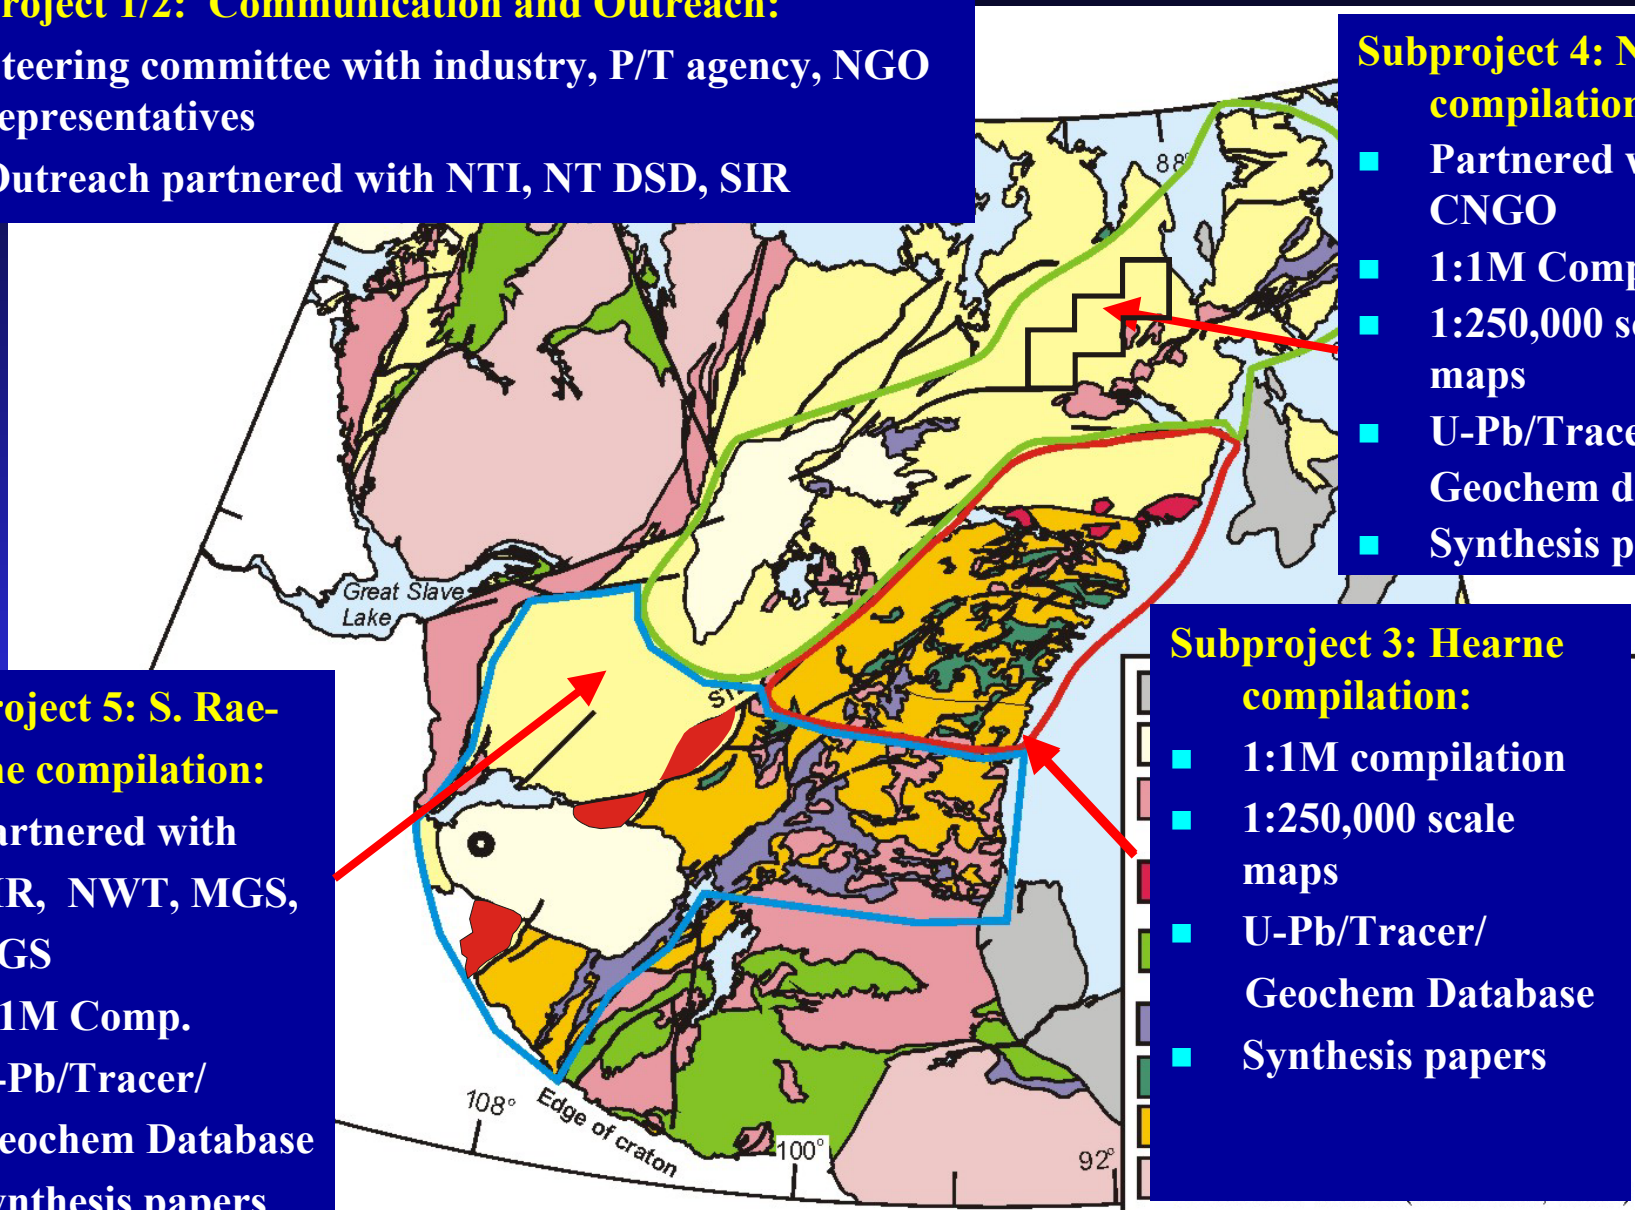 roject 1/2: Communication and Outreach:
teering committee with industry, P/T agency, NGO
epresentatives
Outreach partnered with NTI, NT DSD, SIR
Subproject 4: N
compilation
Partnered w
CNGO
1:1M Comp
1:250,000 sc
maps
U-Pb/Trace
Geochem d
Synthesis p
88°
Great Slave
Lake
Subproject 3: Hearne
compilation:
1:1M compilation
1:250,000 scale
maps
U-Pb/Tracer/
Geochem Database
Synthesis papers
roject 5: S. Rae-
ne compilation:
artnered with
IR, NWT, MGS,
GS
1M Comp.
-Pb/Tracer/
eochem Database
ynthesis papers
108°
Edge of craton
100°
92°